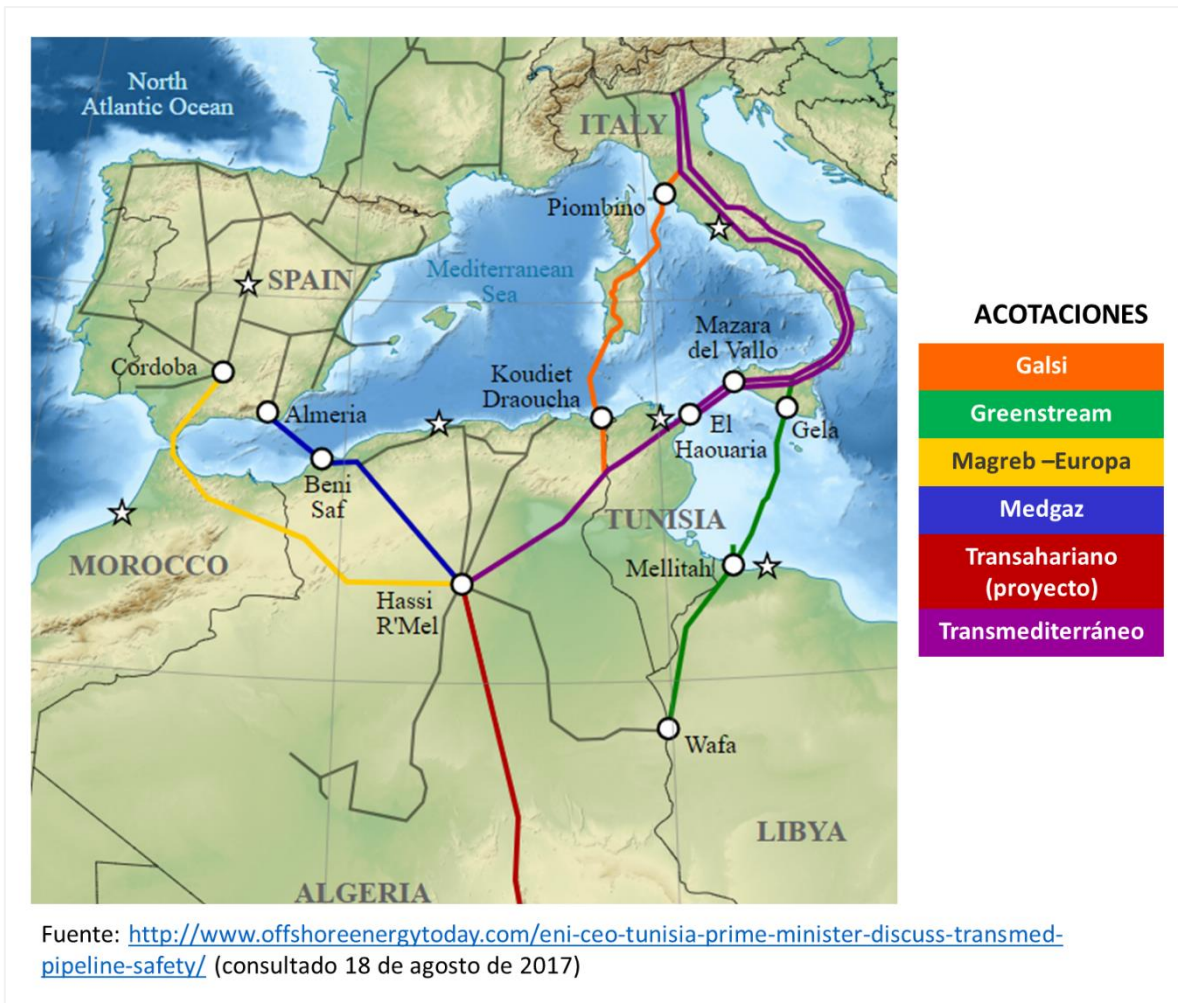 North
Atlantic Ocean
ITALY
Piombino
SPAIN
Mediterranean
Sea
Mazara
del Vallo
Cordoba
Koudiet
Draoucha
Almeria
El
Haouaria
Gela
Beni
Saf
TUNISIA
MOROCCO
Mellitah
Hassi
R'Mel
Wafa
LIBYA
ALGERIA
ACOTACIONES
Galsi
Greenstream
Magreb –Europa
Medgaz
Transahariano
(proyecto)
Transmediterráneo
Fuente: http://www.offshoreenergytoday.com/eni-ceo-tunisia-prime-minister-discuss-transmed-
pipeline-safety/ (consultado 18 de agosto de 2017)